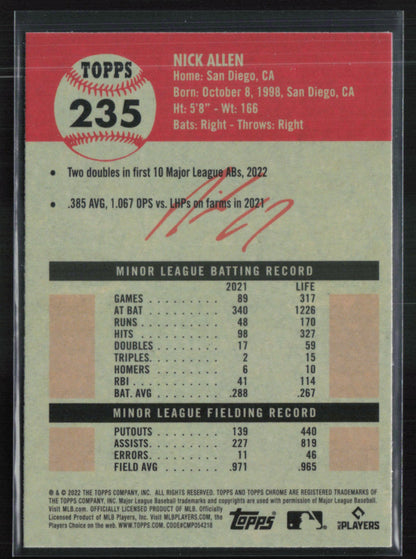 TOPPS
235
NICK ALLEN
Home: San Diego, CA
Born: October 8, 1998, San Diego, CA
Ht: 5'8" - Wt: 166
Bats: Right - Throws: Right
• Two doubles in first 10 Major League ABs, 2022
• .385 AVG, 1.067 OPS vs. LHPs on farms in 2021
MINOR LEAGUE BATTING RECORD
2021 LIFE
GAMES . . . . . . . . . 89 317
AT BAT . . . . . . . . . 340 1226
RUNS . . . . . . . . . 48 170
HITS . . . . . . . . . 98 327
DOUBLES . . . . . . . . 17 59
TRIPLES. . . . . . . . . 2 15
HOMERS . . . . . . . . 6 10
RBI . . . . . . . . . 41 114
BAT. AVG . . . . . . . .288 .267
MINOR LEAGUE FIELDING RECORD
PUTOUTS . . . . . . . . 139 440
ASSISTS. . . . . . . . . 227 819
ERRORS . . . . . . . . 11 46
FIELD AVG . . . . . . . .971 .965
® & © 2022 THE TOPPS COMPANY, INC. ALL RIGHTS RESERVED. TOPPS AND TOPPS CHROME ARE REGISTERED TRADEMARKS OF
THE TOPPS COMPANY, INC. Major League Baseball trademarks and copyrights are used with permission of Major League Baseball.
Visit MLB.com. OFFICIALLY LICENSED PRODUCT OF MLB. Officially
Licensed Product of MLB Players, Inc. Visit MLBPLAYERS.com, the
Players Choice on the web. WWW.TOPPS.COM. CODE#CMP054218
topps
MLB PLAYERS